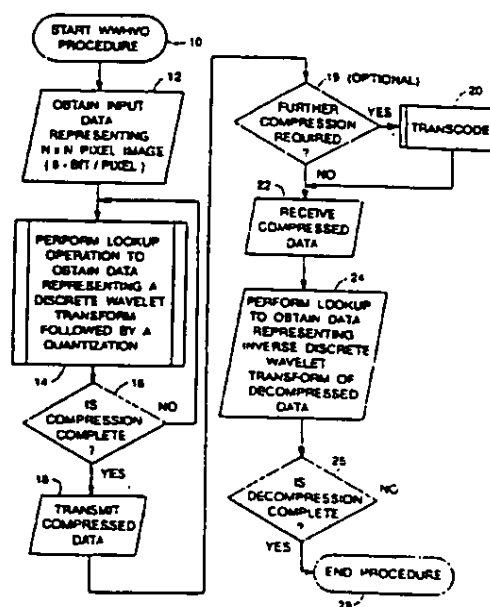 START WWHVQ
PROCEDURE
10
12
OBTAIN INPUT
DATA
REPRESENTING
N x N PIXEL IMAGE
(8 - BIT / PIXEL)
PERFORM LOOKUP
OPERATION TO
OBTAIN DATA
REPRESENTING A
DISCRETE WAVELET
TRANSFORM
FOLLOWED BY A
QUANTIZATION
14
16
IS
COMPRESSION
COMPLETE
?
NO
YES
18
TRANSMIT
COMPRESSED
DATA
19 (OPTIONAL)
FURTHER
COMPRESSION
REQUIRED
?
YES
NO
20
TRANSCODE
22
RECEIVE
COMPRESSED
DATA
24
PERFORM LOOKUP
TO OBTAIN DATA
REPRESENTING
INVERSE DISCRETE
WAVELET
TRANSFORM OF
DECOMPRESSED
DATA
25
IS
DECOMPRESSION
COMPLETE
?
NO
YES
END PROCEDURE